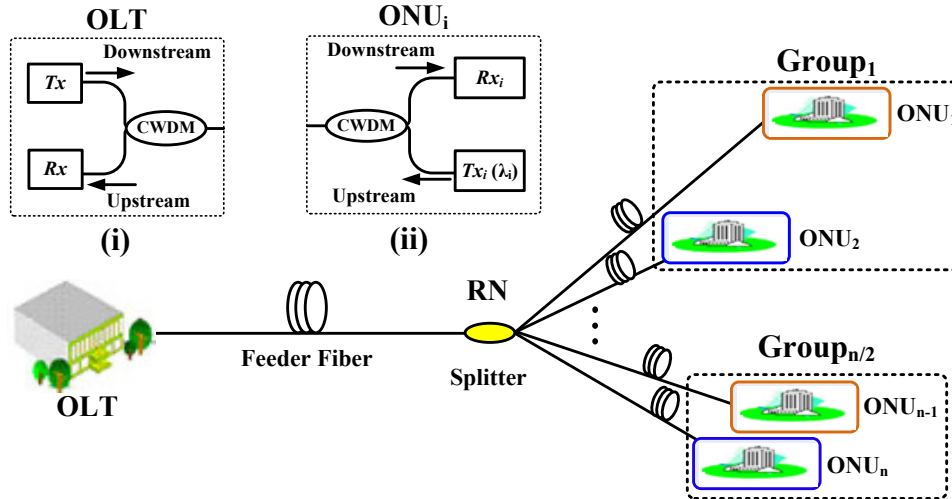 OLT
Downstream
Tx
CWDM
Rx
Upstream
(i)
ONUi
Downstream
Rxi
CWDM
Txi (λi)
Upstream
(ii)
Group1
ONU
ONU2
RN
Feeder Fiber
Splitter
OLT
Groupn/2
ONUn-1
ONUn